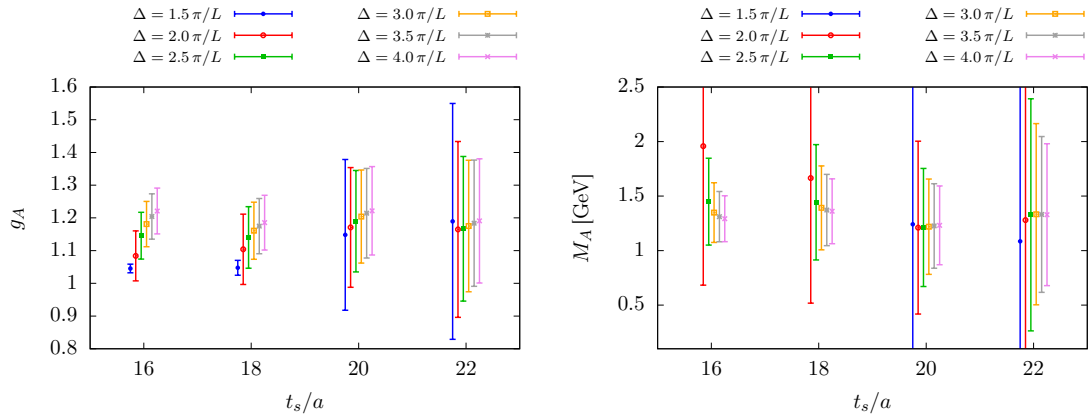 Δ = 1.5 π/L
Δ = 2.0 π/L
Δ = 2.5 π/L
Δ = 3.0 π/L
Δ = 3.5 π/L
Δ = 4.0 π/L
1.6
1.5
1.4
1.3
1.2
1.1
1
0.9
0.8
g_A
16 18 20 22
t_s/a
Δ = 1.5 π/L
Δ = 2.0 π/L
Δ = 2.5 π/L
Δ = 3.0 π/L
Δ = 3.5 π/L
Δ = 4.0 π/L
2.5
2
1.5
1
0.5
M_A [GeV]
16 18 20 22
t_s/a